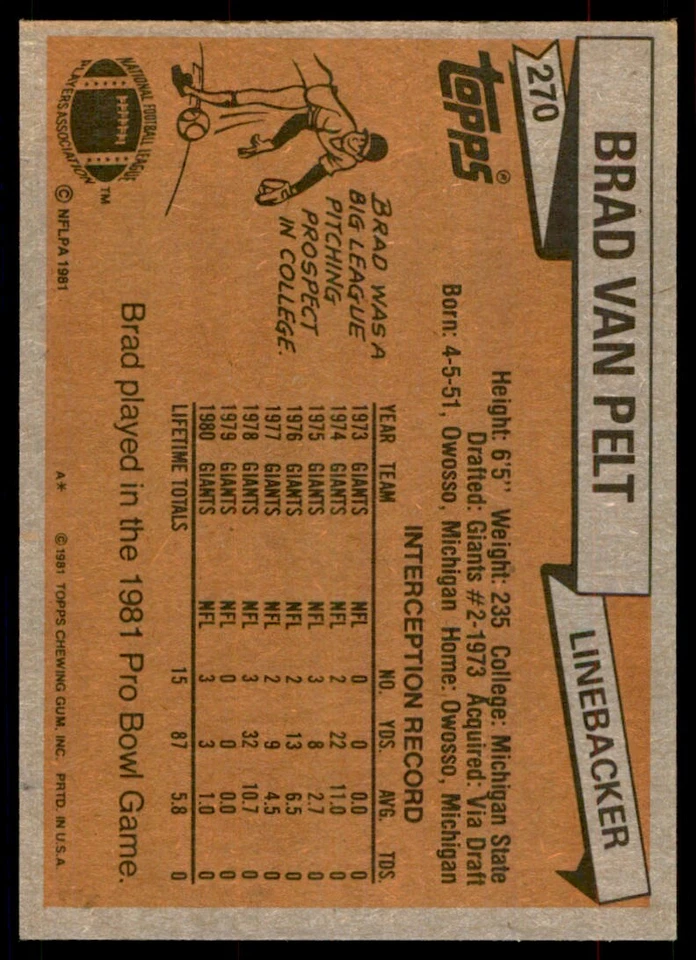 270
BRAD VAN PELT
LINEBACKER
topps®
Height: 6'5" Weight: 235 College: Michigan State
Drafted: Giants #2-1973 Acquired: Via Draft
Born: 4-5-51, Owosso, Michigan Home: Owosso, Michigan
BRAD WAS A
BIG LEAGUE
PITCHING
PROSPECT
IN COLLEGE.
INTERCEPTION RECORD
YEAR TEAM NO. YDS. AVG. TDS.
1973 GIANTS NFL 0 0 0.0 0
1974 GIANTS NFL 2 22 11.0 0
1975 GIANTS NFL 3 8 2.7 0
1976 GIANTS NFL 2 13 6.5 0
1977 GIANTS NFL 2 9 4.5 0
1978 GIANTS NFL 3 32 10.7 0
1979 GIANTS NFL 0 0 0.0 0
1980 GIANTS NFL 3 3 1.0 0
LIFETIME TOTALS 15 87 5.8 0
NATIONAL FOOTBALL LEAGUE
PLAYERS ASSOCIATION
™
© NFLPA 1981
Brad played in the 1981 Pro Bowl Game.
A* ©1981 TOPPS CHEWING GUM, INC. PRTD. IN U.S.A.